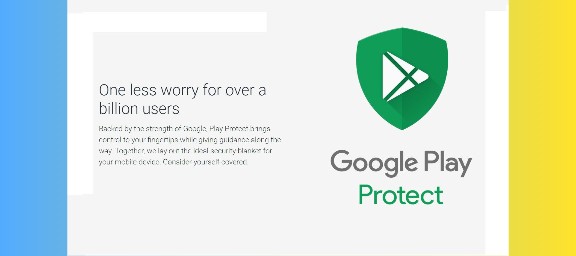 One less worry for over a
billion users
Backed by the strength of Google, Play Protect brings
control to your fingertips while giving guidance along the
way. Together, we lay out the ideal security blanket for
your mobile device. Consider yourself covered.
Google Play
Protect